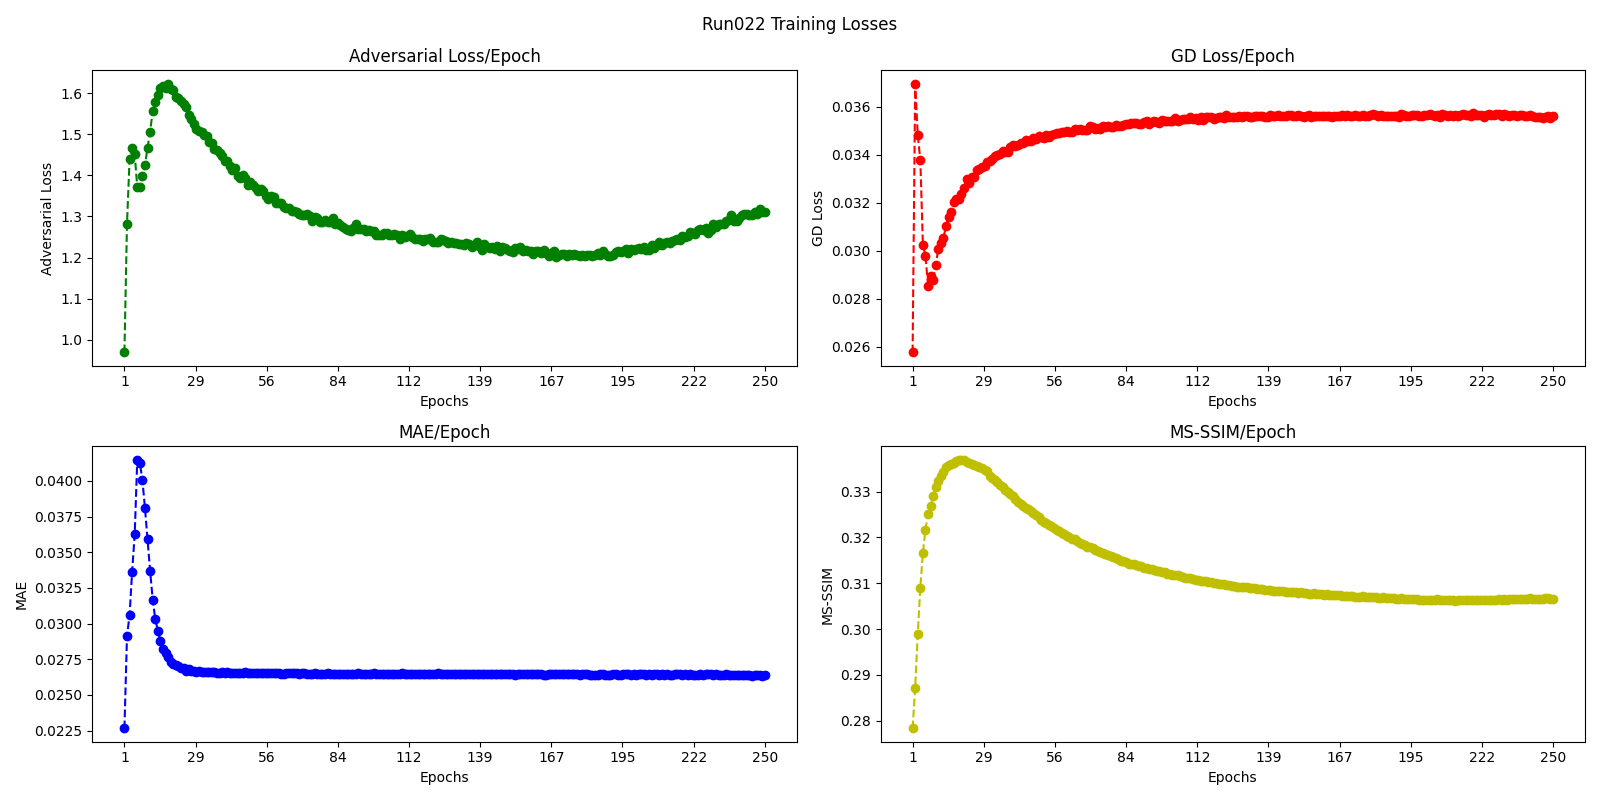 Run022 Training Losses
Adversarial Loss/Epoch
Adversarial Loss
1.6
1.5
1.4
1.3
1.2
1.1
1.0
1 29 56 84 112 139 167 195 222 250
Epochs
GD Loss/Epoch
GD Loss
0.036
0.034
0.032
0.030
0.028
0.026
1 29 56 84 112 139 167 195 222 250
Epochs
MAE/Epoch
MAE
0.0400
0.0375
0.0350
0.0325
0.0300
0.0275
0.0250
0.0225
1 29 56 84 112 139 167 195 222 250
Epochs
MS-SSIM/Epoch
MS-SSIM
0.33
0.32
0.31
0.30
0.29
0.28
1 29 56 84 112 139 167 195 222 250
Epochs